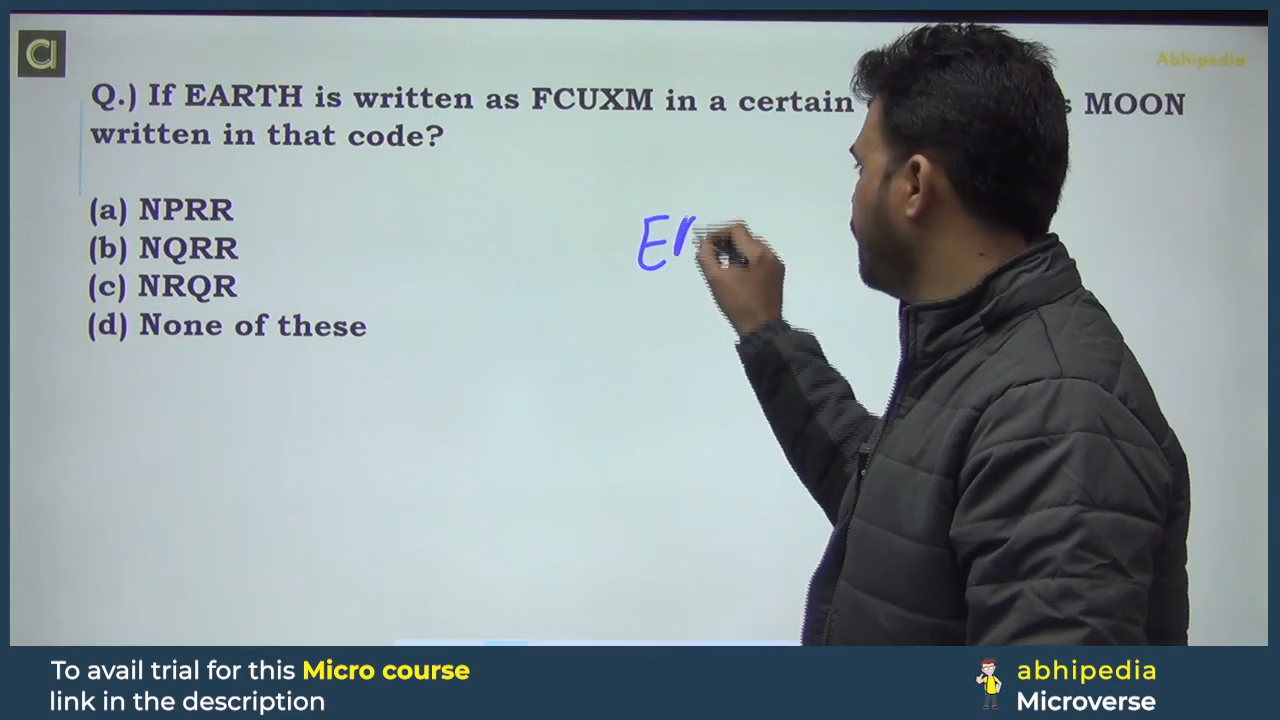 Abhipedia
Q.) If EARTH is written as FCUXM in a certain MOON
written in that code?
(a) NPRR
(b) NQRR
(c) NRQR
(d) None of these
E
To avail trial for this Micro course
link in the description
abhipedia
Microverse